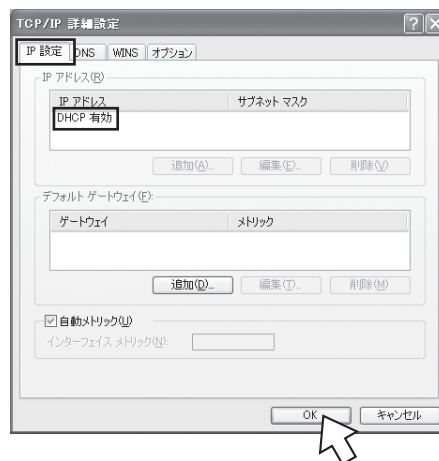 TCP/IP 詳細設定
IP 設定 DNS WINS オプション
IP アドレス(R)
IP アドレス サブネット マスク
DHCP 有効
追加(A)... 編集(E)... 削除(V)
デフォルト ゲートウェイ(F):
ゲートウェイ メトリック
追加(D)... 編集(T)... 削除(M)
自動メトリック(U)
インターフェイス メトリック(N):
OK キャンセル